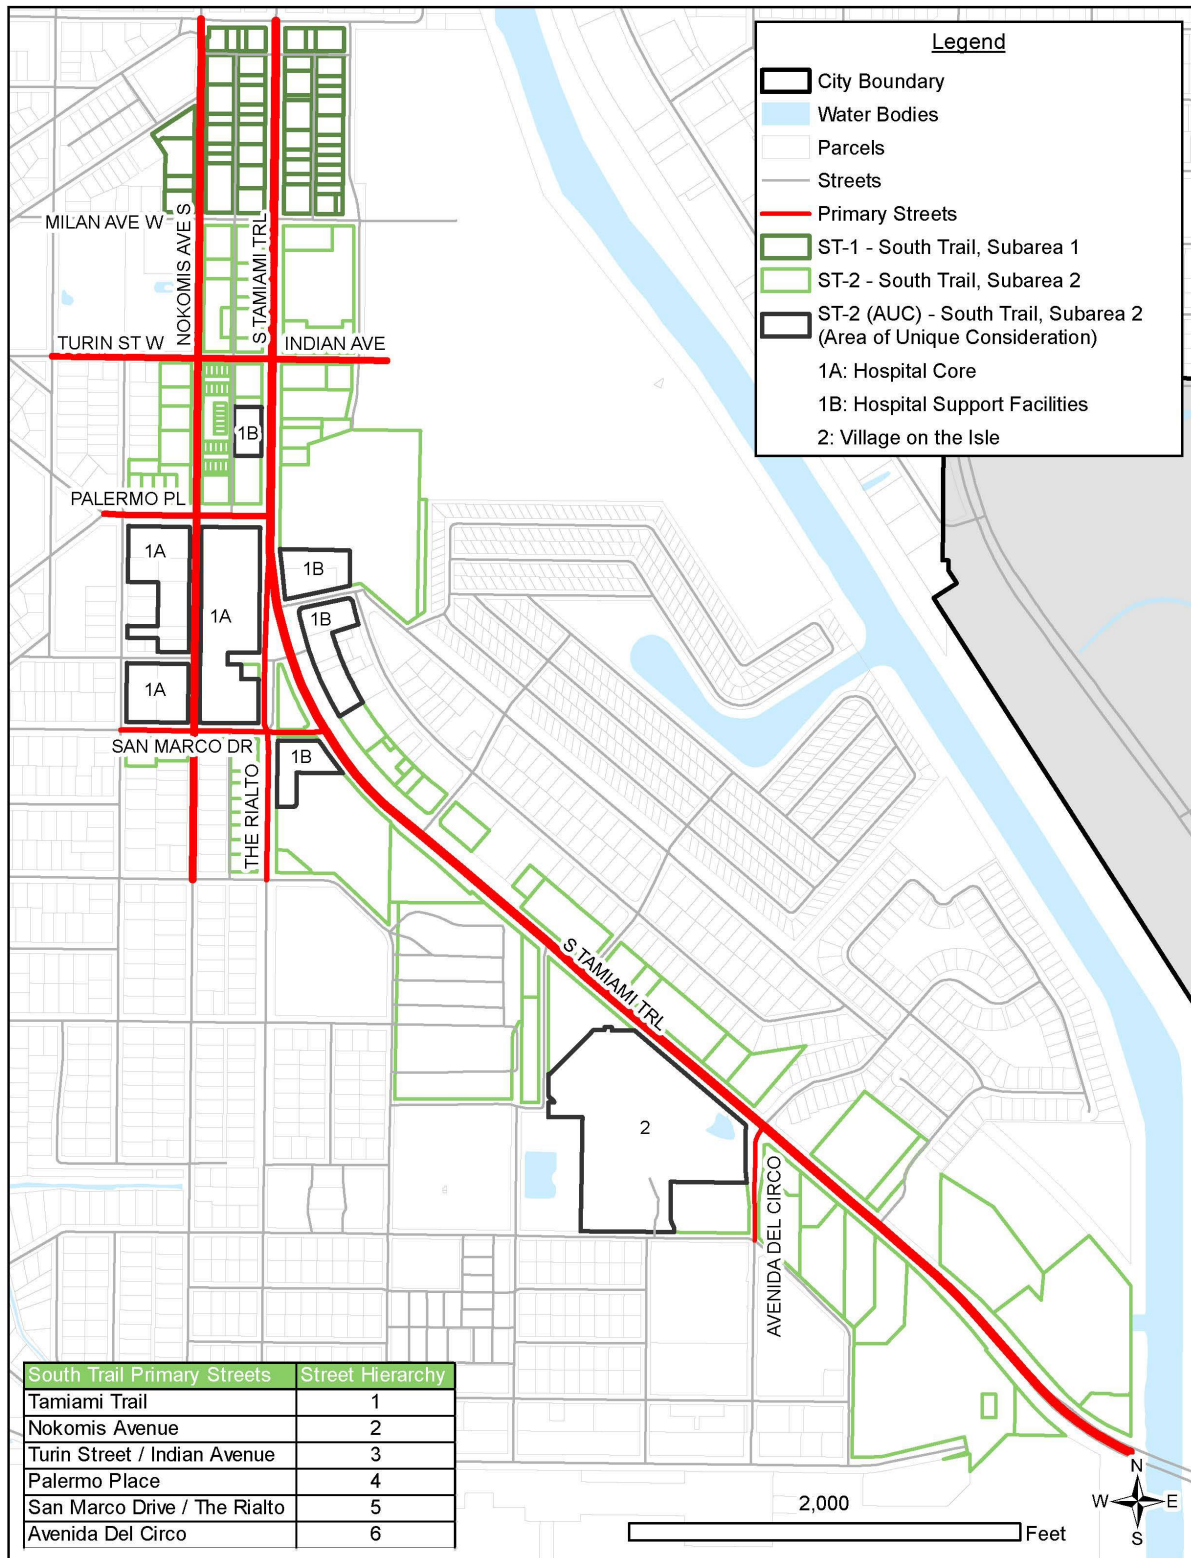 Legend
City Boundary
Water Bodies
Parcels
Streets
Primary Streets
ST-1 - South Trail, Subarea 1
ST-2 - South Trail, Subarea 2
ST-2 (AUC) - South Trail, Subarea 2
(Area of Unique Consideration)
1A: Hospital Core
1B: Hospital Support Facilities
2: Village on the Isle
MILAN AVE W
NOKOMIS AVE S
S TAMIAMI TRL
TURIN ST W
INDIAN AVE
1B
PALERMO PL
1A
1A
1B
1B
1A
SAN MARCO DR
1B
THE RIALTO
S TAMIAMI TRL
2
AVENIDA DEL CIRCO
South Trail Primary Streets Street Hierarchy
Tamiami Trail 1
Nokomis Avenue 2
Turin Street / Indian Avenue 3
Palermo Place 4
San Marco Drive / The Rialto 5
Avenida Del Circo 6
2,000
Feet
N
W E
S